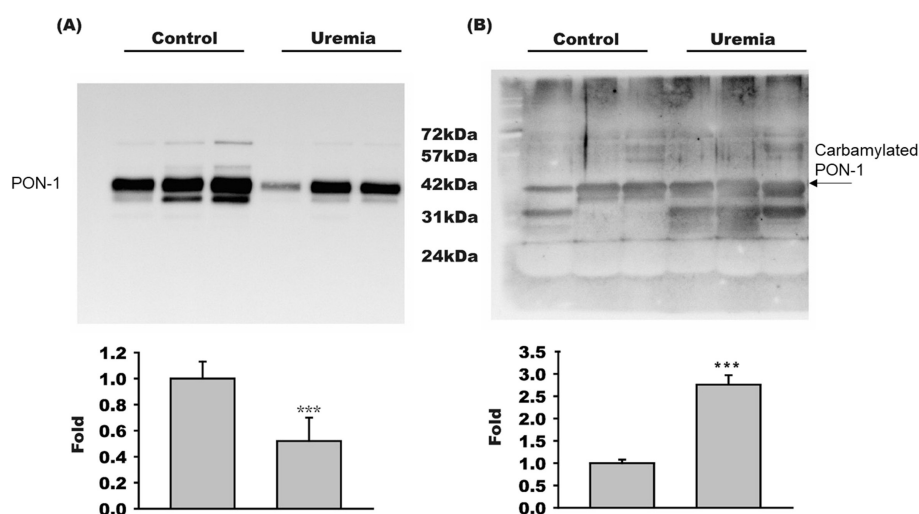 (A)
Control Uremia
PON-1
(B)
Control Uremia
72kDa
57kDa
42kDa
31kDa
24kDa
Carbamylated
PON-1
1.2
1.0
0.8
0.6
0.4
0.2
0.0
Fold
***
3.5
3.0
2.5
2.0
1.5
1.0
0.5
0.0
Fold
***